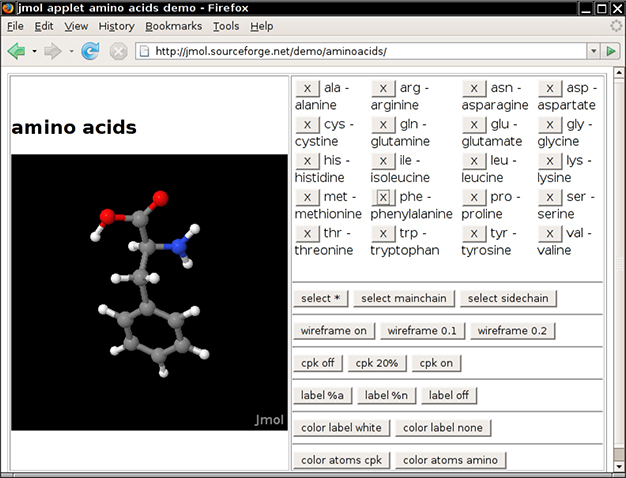 jmol applet amino acids demo - Firefox
File Edit View History Bookmarks Tools Help
http://jmol.sourceforge.net/demo/aminoacids/
amino acids
Jmol
x ala - alanine x arg - arginine x asn - asparagine x asp - aspartate
x cys - cystine x gln - glutamine x glu - glutamate x gly - glycine
x his - histidine x ile - isoleucine x leu - leucine x lys - lysine
x met - methionine x phe - phenylalanine x pro - proline x ser - serine
x thr - threonine x trp - tryptophan x tyr - tyrosine x val - valine
select * select mainchain select sidechain
wireframe on wireframe 0.1 wireframe 0.2
cpk off cpk 20% cpk on
label %a label %n label off
color label white color label none
color atoms cpk color atoms amino